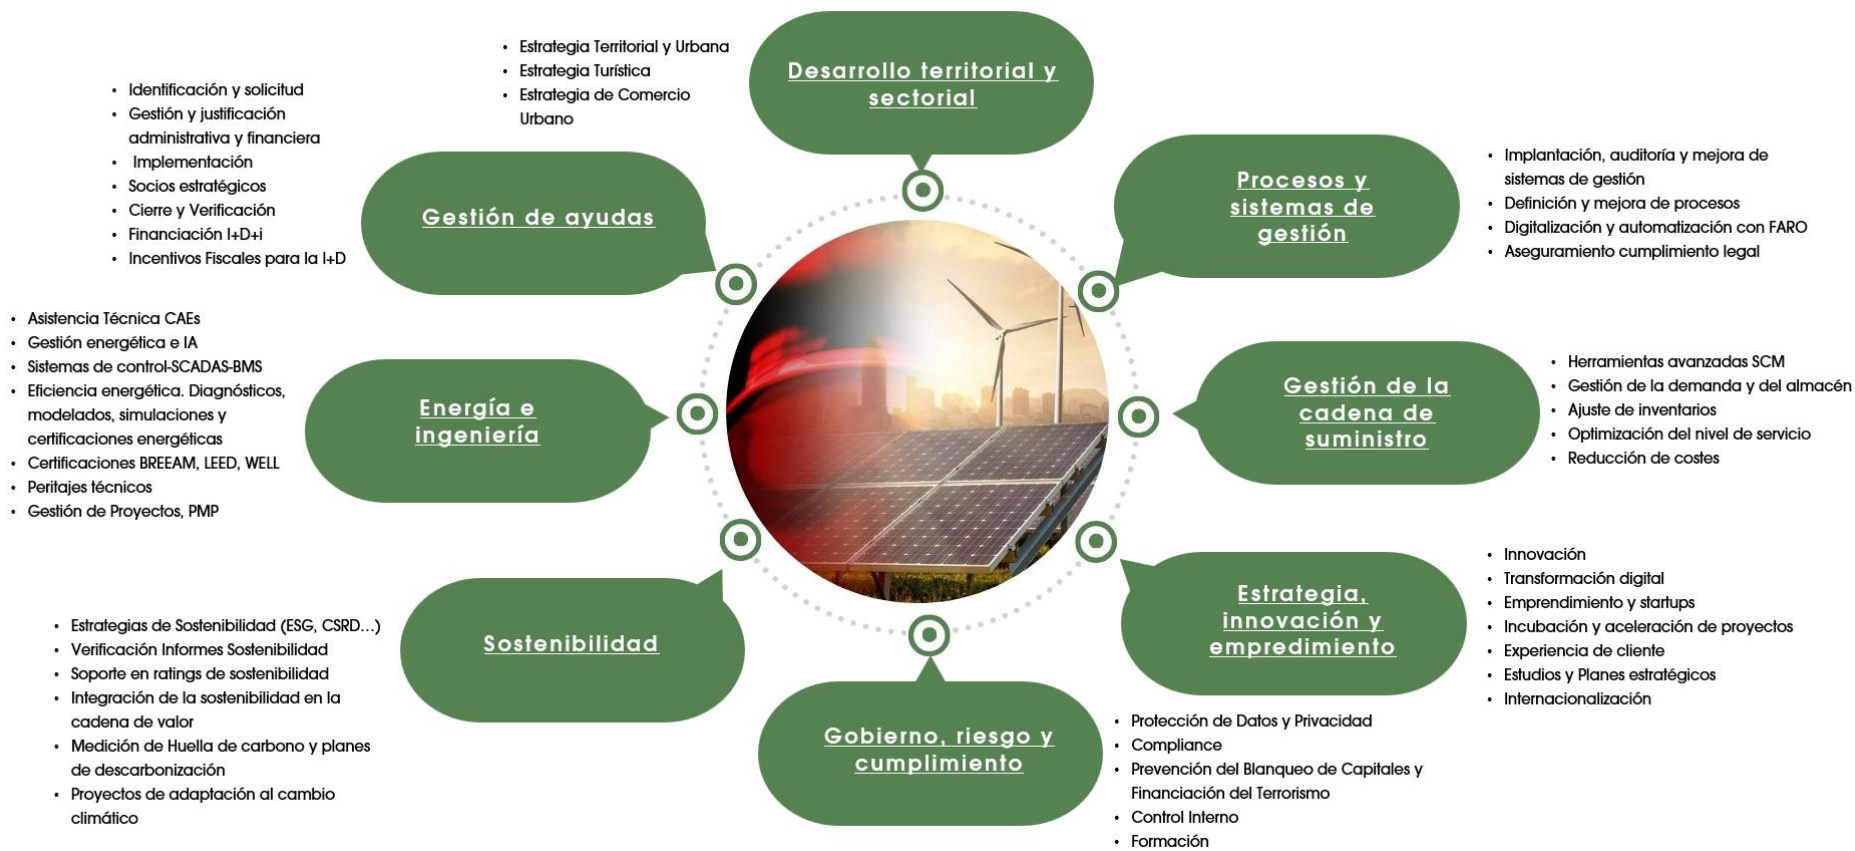 Desarrollo territorial y
sectorial
• Estrategia Territorial y Urbana
• Estrategia Turística
• Estrategia de Comercio
Urbano
Procesos y
sistemas de
gestión
• Implantación, auditoría y mejora de
sistemas de gestión
• Definición y mejora de procesos
• Digitalización y automatización con FARO
• Aseguramiento cumplimiento legal
Gestión de la
cadena de
suministro
• Herramientas avanzadas SCM
• Gestión de la demanda y del almacén
• Ajuste de inventarios
• Optimización del nivel de servicio
• Reducción de costes
Estrategia,
innovación y
empredimiento
• Innovación
• Transformación digital
• Emprendimiento y startups
• Incubación y aceleración de proyectos
• Experiencia de cliente
• Estudios y Planes estratégicos
• Internacionalización
Gobierno, riesgo y
cumplimiento
• Protección de Datos y Privacidad
• Compliance
• Prevención del Blanqueo de Capitales y
Financiación del Terrorismo
• Control Interno
• Formación
Sostenibilidad
• Estrategias de Sostenibilidad (ESG, CSRD...)
• Verificación Informes Sostenibilidad
• Soporte en ratings de sostenibilidad
• Integración de la sostenibilidad en la
cadena de valor
• Medición de Huella de carbono y planes
de descarbonización
• Proyectos de adaptación al cambio
climático
Energía e
ingeniería
• Asistencia Técnica CAEs
• Gestión energética e IA
• Sistemas de control-SCADAS-BMS
• Eficiencia energética. Diagnósticos,
modelados, simulaciones y
certificaciones energéticas
• Certificaciones BREEAM, LEED, WELL
• Peritajes técnicos
• Gestión de Proyectos, PMP
Gestión de ayudas
• Identificación y solicitud
• Gestión y justificación
administrativa y financiera
• Implementación
• Socios estratégicos
• Cierre y Verificación
• Financiación I+D+i
• Incentivos Fiscales para la I+D